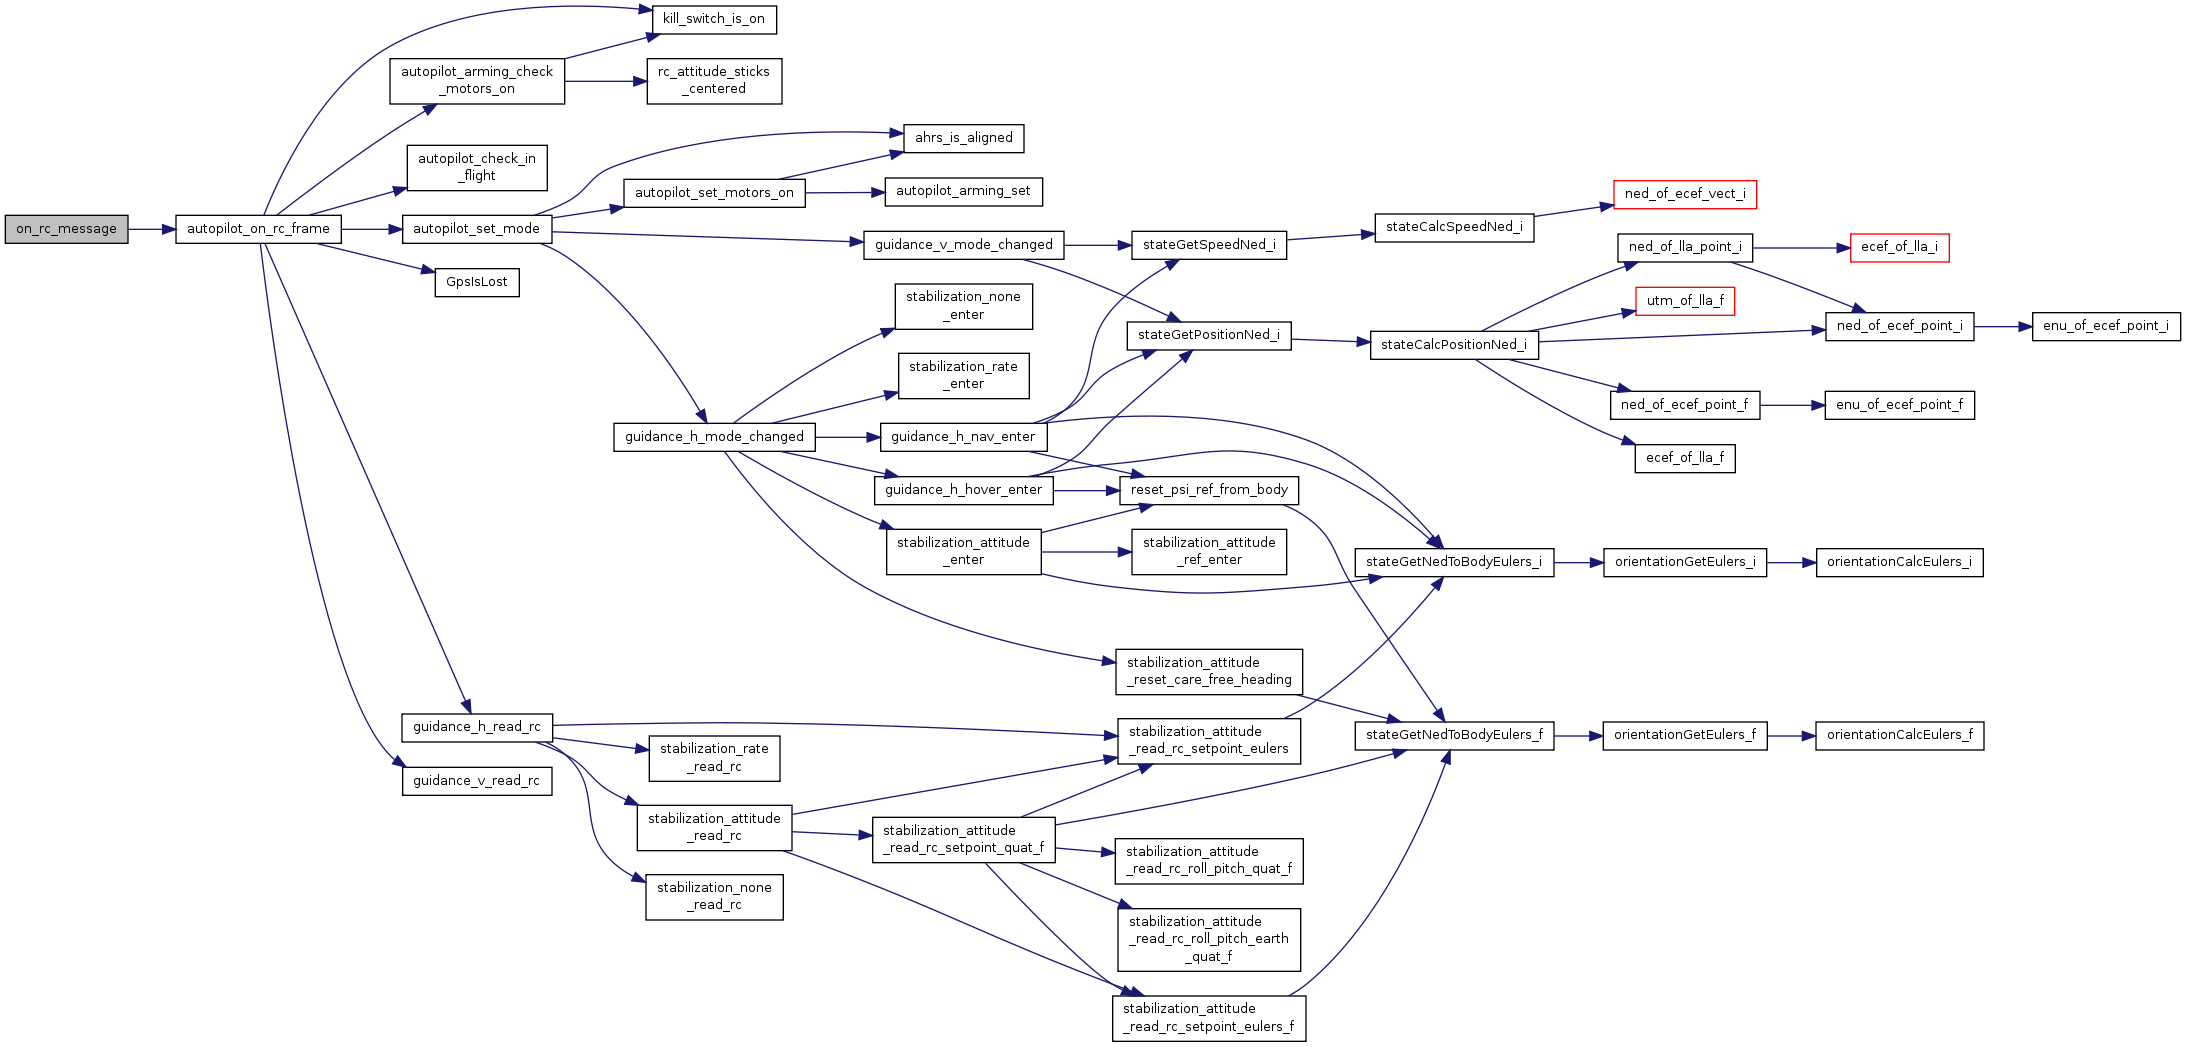 on_rc_message
autopilot_on_rc_frame
kill_switch_is_on
autopilot_arming_check
_motors_on
rc_attitude_sticks
_centered
autopilot_check_in
_flight
autopilot_set_mode
GpsIsLost
ahrs_is_aligned
autopilot_set_motors_on
autopilot_arming_set
guidance_v_mode_changed
stateGetSpeedNed_i
stateCalcSpeedNed_i
ned_of_ecef_vect_i
stabilization_none
_enter
stabilization_rate
_enter
stateGetPositionNed_i
stateCalcPositionNed_i
ned_of_lla_point_i
ecef_of_lla_i
utm_of_lla_f
ned_of_ecef_point_i
enu_of_ecef_point_i
ned_of_ecef_point_f
enu_of_ecef_point_f
ecef_of_lla_f
guidance_h_mode_changed
guidance_h_nav_enter
guidance_h_hover_enter
reset_psi_ref_from_body
stabilization_attitude
_enter
stabilization_attitude
_ref_enter
stateGetNedToBodyEulers_i
orientationGetEulers_i
orientationCalcEulers_i
stabilization_attitude
_reset_care_free_heading
guidance_h_read_rc
guidance_v_read_rc
stabilization_rate
_read_rc
stabilization_attitude
_read_rc_setpoint_eulers
stateGetNedToBodyEulers_f
orientationGetEulers_f
orientationCalcEulers_f
stabilization_attitude
_read_rc
stabilization_attitude
_read_rc_setpoint_quat_f
stabilization_attitude
_read_rc_roll_pitch_quat_f
stabilization_none
_read_rc
stabilization_attitude
_read_rc_roll_pitch_earth
_quat_f
stabilization_attitude
_read_rc_setpoint_eulers_f